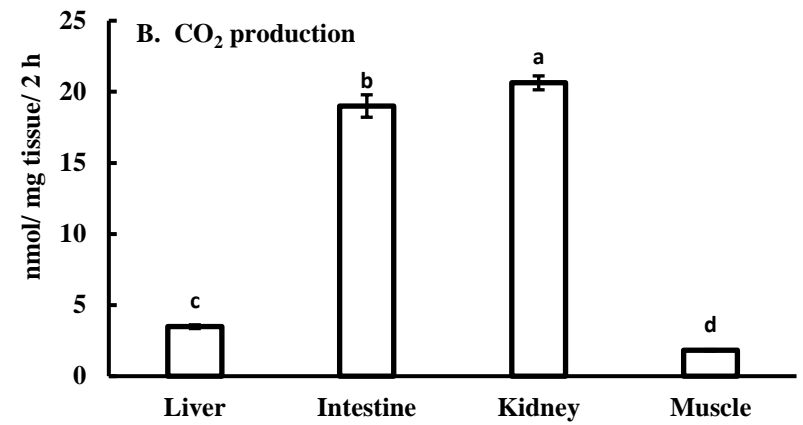 B. CO₂ production
nmol/ mg tissue/ 2 h
25
20
15
10
5
0
c
b
a
d
Liver Intestine Kidney Muscle